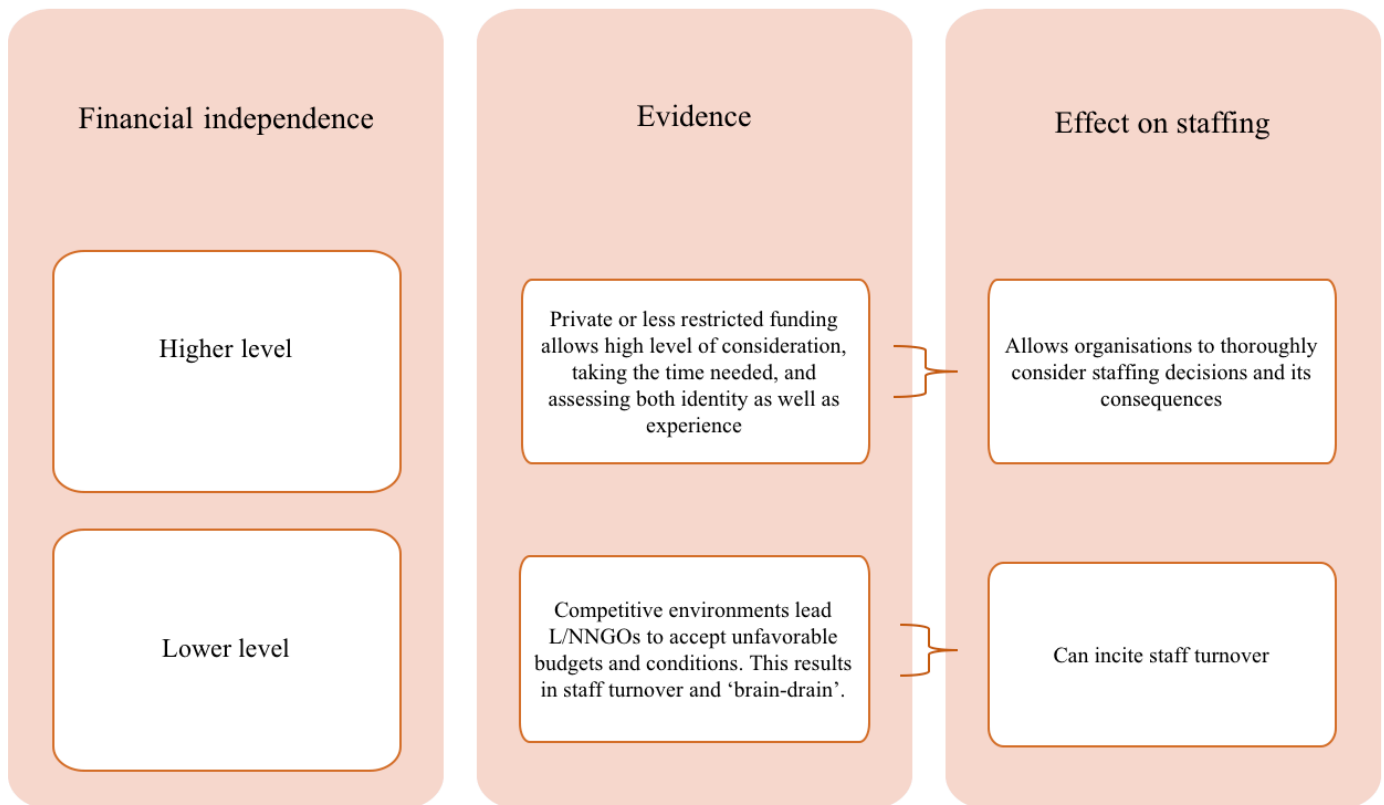 Financial independence
Evidence
Effect on staffing
Higher level
Private or less restricted funding
allows high level of consideration,
taking the time needed, and
assessing both identity as well as
experience
Allows organisations to thoroughly
consider staffing decisions and its
consequences
Lower level
Competitive environments lead
L/NNGOs to accept unfavorable
budgets and conditions. This results
in staff turnover and ‘brain-drain’.
Can incite staff turnover